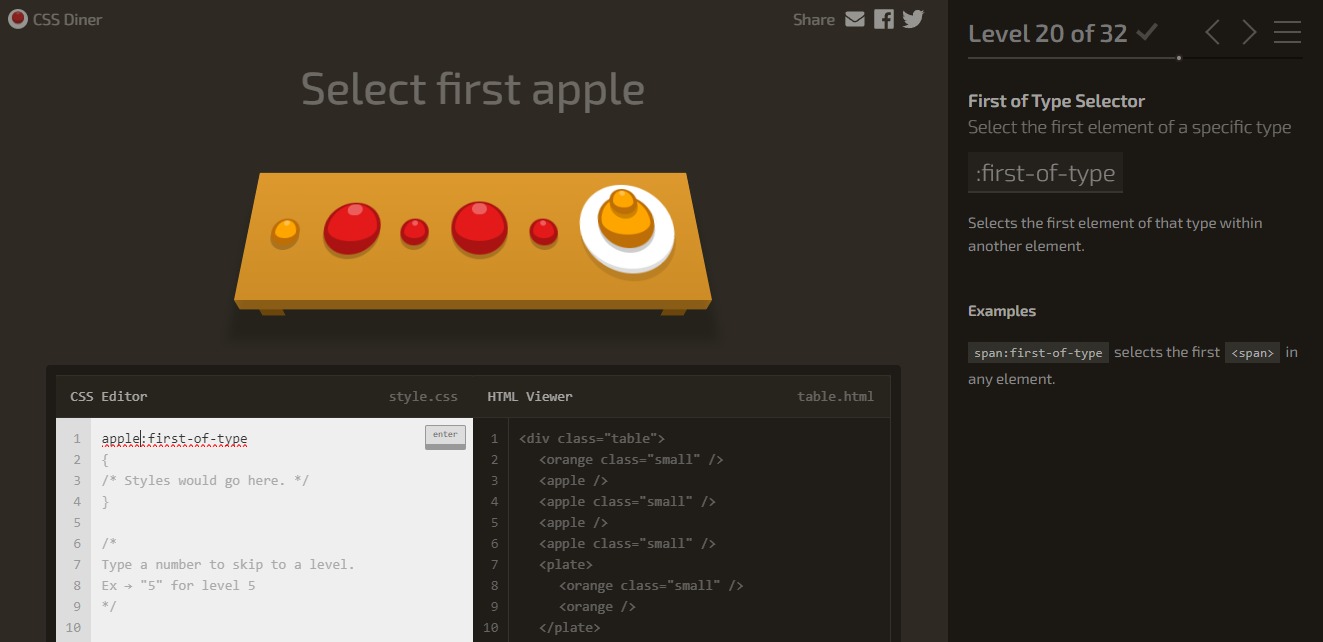 CSS Diner
Share
Select first apple
CSS Editor
style.css
HTML Viewer
table.html
1 apple:first-of-type
enter
2 {
3 /* Styles would go here. */
4 }
5
6 /*
7 Type a number to skip to a level.
8 Ex → "5" for level 5
9 */
10
1 <div class="table">
2 <orange class="small" />
3 <apple />
4 <apple class="small" />
5 <apple />
6 <apple class="small" />
7 <plate>
8 <orange class="small" />
9 <orange />
10 </plate>
Level 20 of 32
First of Type Selector
Select the first element of a specific type
:first-of-type
Selects the first element of that type within
another element.
Examples
span:first-of-type selects the first <span> in
any element.